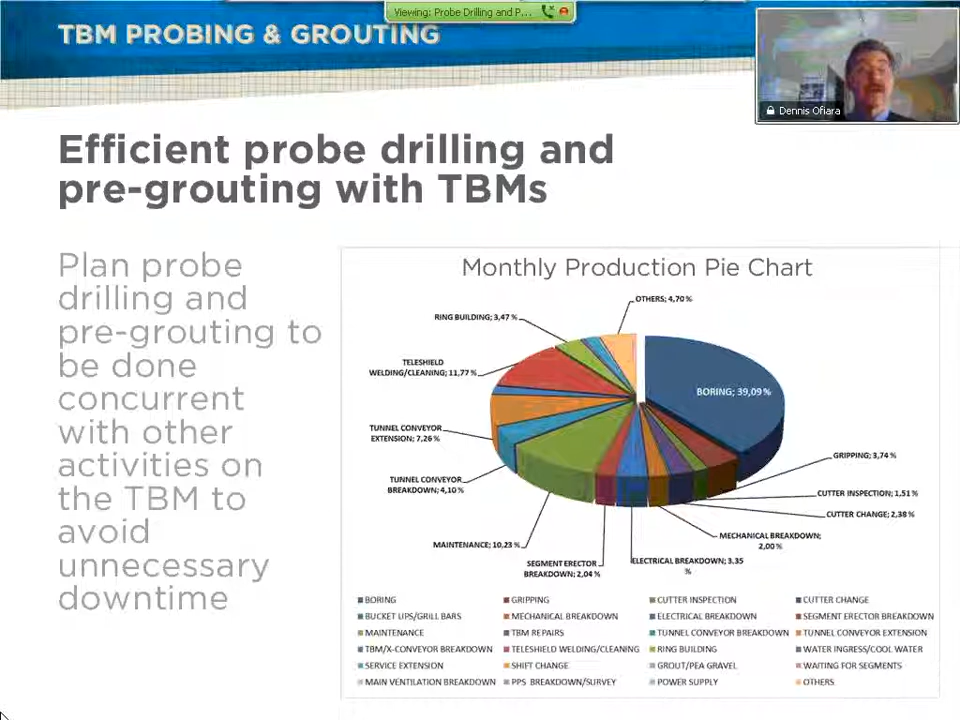 Viewing: Probe Drilling and P...
TBM PROBING & GROUTING
Dennis Ofiara
Efficient probe drilling and
pre-grouting with TBMs
Plan probe
drilling and
pre-grouting to
be done
concurrent
with other
activities on
the TBM to
avoid
unnecessary
downtime
Monthly Production Pie Chart
OTHERS; 4,70 %
RING BUILDING; 3,47 %
TELESHIELD
WELDING/CLEANING; 11,77 %
BORING; 39,09 %
TUNNEL CONVEYOR
EXTENSION; 7,26 %
GRIPPING; 3,74 %
TUNNEL CONVEYOR
BREAKDOWN; 4,10 %
CUTTER INSPECTION; 1,51 %
CUTTER CHANGE; 2,38 %
MAINTENANCE; 10,23 %
MECHANICAL BREAKDOWN;
2,00 %
SEGMENT ERECTOR
BREAKDOWN; 2,04 %
ELECTRICAL BREAKDOWN; 3,35
%
BORING GRIPPING CUTTER INSPECTION CUTTER CHANGE
BUCKET LIPS/GRILL BARS MECHANICAL BREAKDOWN ELECTRICAL BREAKDOWN SEGMENT ERECTOR BREAKDOWN
MAINTENANCE TBM REPAIRS TUNNEL CONVEYOR BREAKDOWN TUNNEL CONVEYOR EXTENSION
TBM/X-CONVEYOR BREAKDOWN TELESHIELD WELDING/CLEANING RING BUILDING WATER INGRESS/COOL WATER
SERVICE EXTENSION SHIFT CHANGE GROUT/PEA GRAVEL WAITING FOR SEGMENTS
MAIN VENTILATION BREAKDOWN PPS BREAKDOWN/SURVEY POWER SUPPLY OTHERS